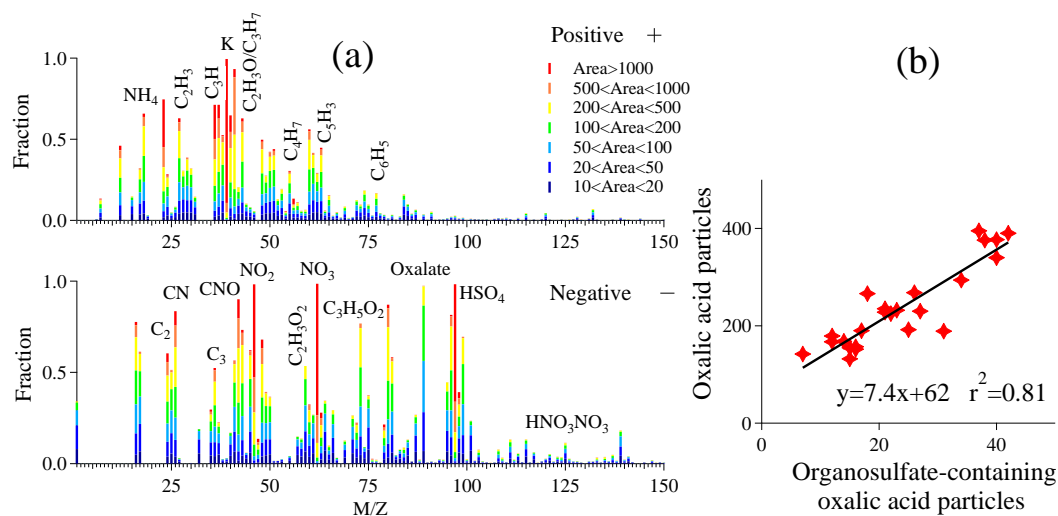 (a)
Positive +
Area>1000
500<Area<1000
200<Area<500
100<Area<200
50<Area<100
20<Area<50
10<Area<20
Fraction
1.0
0.5
0.0
NH4
C2H3
C3H
K
C2H3O/C3H7
C4H7
C5H3
C6H5
25 50 75 100 125 150
Negative −
Fraction
1.0
0.5
0.0
C2
CN
C3
CNO
NO2
C2H3O2
NO3
C3H5O2
Oxalate
HSO4
HNO3NO3
25 50 75 100 125 150
M/Z
(b)
Oxalic acid particles
400
200
0
y=7.4x+62 r2=0.81
0 20 40
Organosulfate-containing
oxalic acid particles